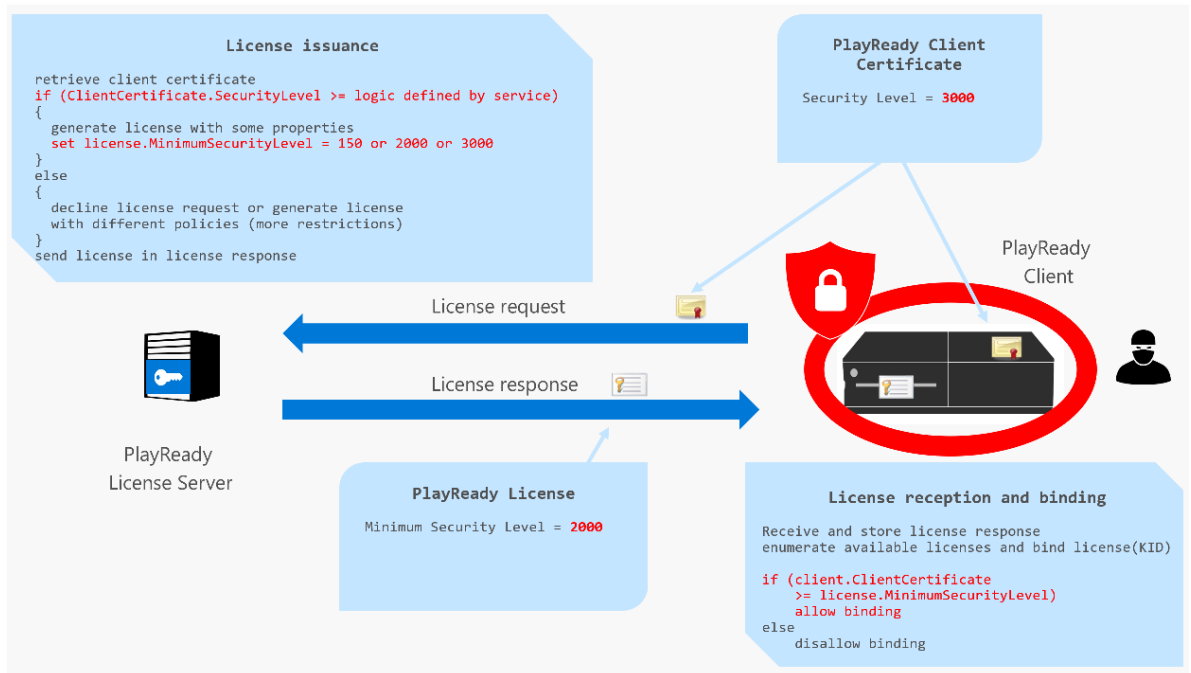 License issuance
retrieve client certificate
if (ClientCertificate.SecurityLevel >= logic defined by service)
{
generate license with some properties
set license.MinimumSecurityLevel = 150 or 2000 or 3000
}
else
{
decline license request or generate license
with different policies (more restrictions)
}
send license in license response
PlayReady Client
Certificate
Security Level = 3000
PlayReady
Client
License request
License response
PlayReady
License Server
PlayReady License
Minimum Security Level = 2000
License reception and binding
Receive and store license response
enumerate available licenses and bind license(KID)
if (client.ClientCertificate
>= license.MinimumSecurityLevel)
allow binding
else
disallow binding